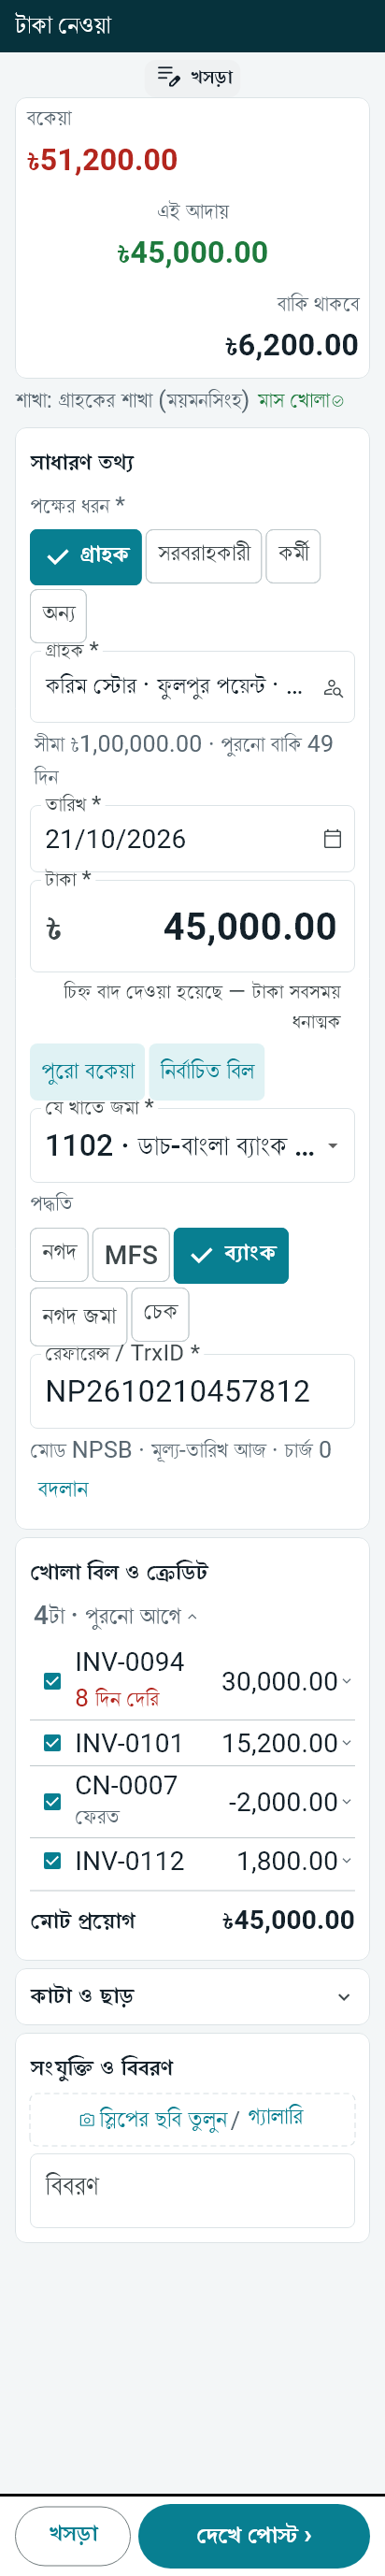 টাকা নেওয়া
খসড়া
বকেয়া
৳51,200.00
এই আদায়
৳45,000.00
বাকি থাকবে
৳6,200.00
শাখা: গ্রাহকের শাখা (ময়মনসিংহ) মাস খোলা
সাধারণ তথ্য
পক্ষের ধরন *
গ্রাহক সরবরাহকারী কর্মী
অন্য
গ্রাহক *
করিম স্টোর · ফুলপুর পয়েন্ট · ...
সীমা ৳1,00,000.00 · পুরনো বাকি 49
দিন
তারিখ *
21/10/2026
টাকা *
৳ 45,000.00
চিহ্ন বাদ দেওয়া হয়েছে — টাকা সবসময়
ধনাত্মক
পুরো বকেয়া নির্বাচিত বিল
যে খাতে জমা *
1102 · ডাচ-বাংলা ব্যাংক ...
পদ্ধতি
নগদ MFS ব্যাংক
নগদ জমা চেক
রেফারেন্স / TrxID *
NP2610210457812
মোড NPSB · মূল্য-তারিখ আজ · চার্জ 0
বদলান
খোলা বিল ও ক্রেডিট
4টা · পুরনো আগে
INV-0094 30,000.00
8 দিন দেরি
INV-0101 15,200.00
CN-0007 -2,000.00
ফেরত
INV-0112 1,800.00
মোট প্রয়োগ ৳45,000.00
কাটা ও ছাড়
সংযুক্তি ও বিবরণ
স্লিপের ছবি তুলুন / গ্যালারি
বিবরণ
খসড়া দেখে পোস্ট ›